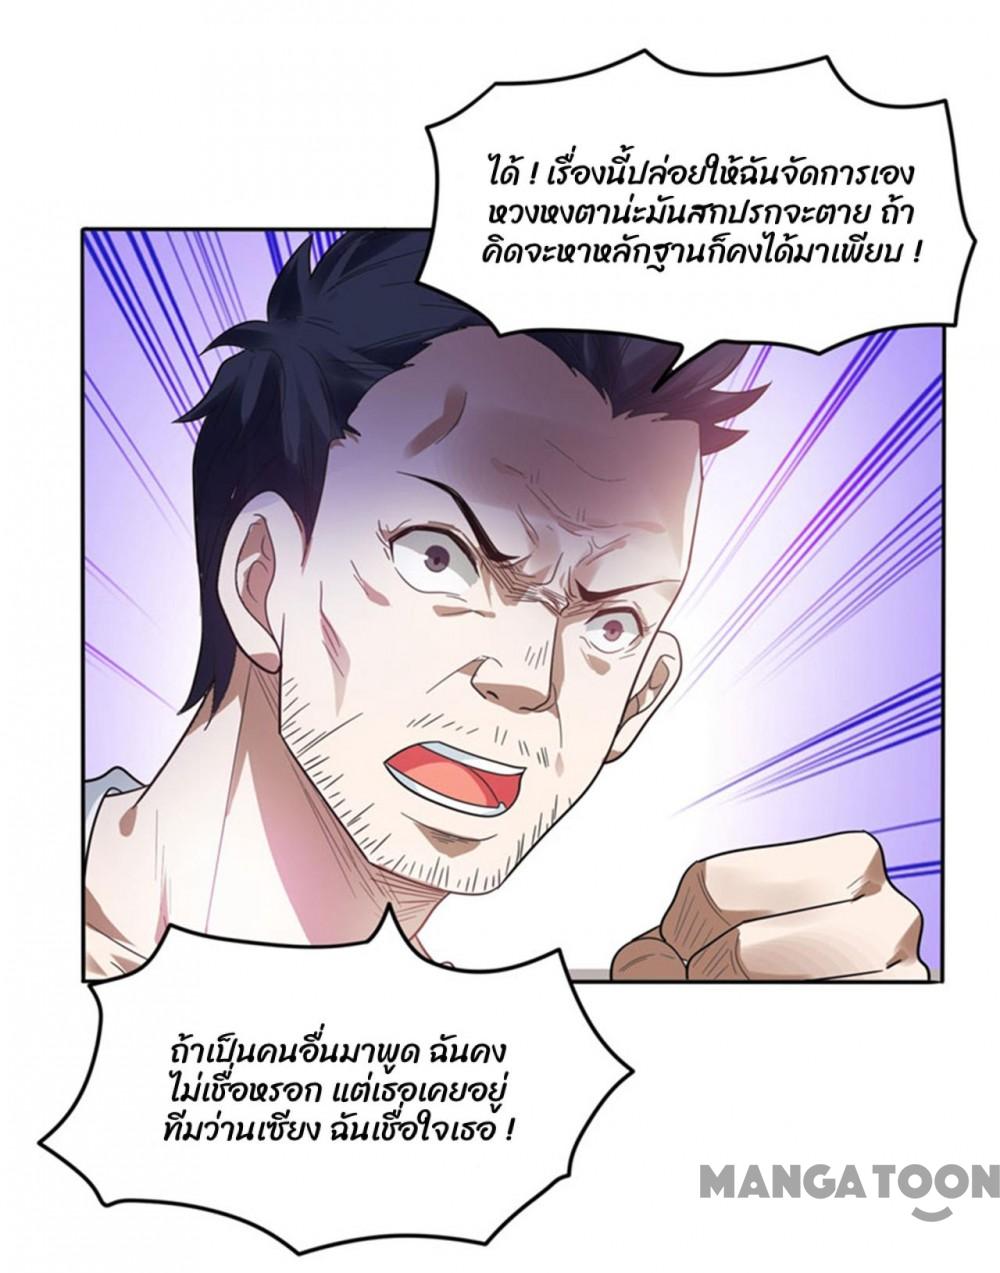 ได้ ! เรื่องนี้ปล่อยให้ฉันจัดการเอง
หวงหงตาน่ะมันสกปรกจะตาย ถ้า
คิดจะหาหลักฐานก็คงได้มาเพียบ !
ถ้าเป็นคนอื่นมาพูด ฉันคง
ไม่เชื่อหรอก แต่เธอเคยอยู่
ทีมว่านเซียง ฉันเชื่อใจเธอ !
MANGATOON